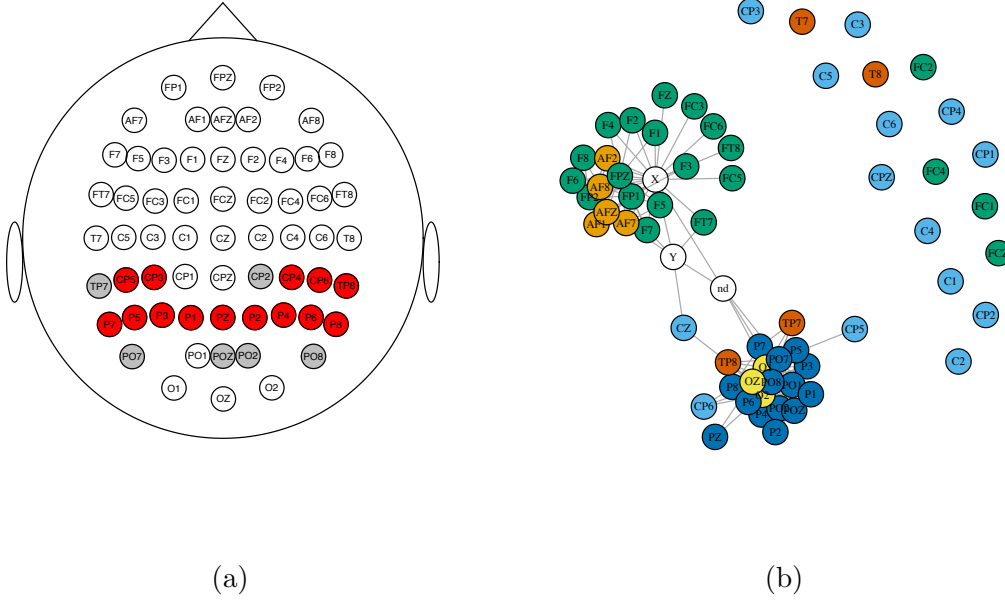 FPZ
FP1 FP2
AF7 AF1 AFZ AF2 AF8
F7 F5 F3 F1 FZ F2 F4 F6 F8
FT7 FC5 FC3 FC1 FCZ FC2 FC4 FC6 FT8
T7 C5 C3 C1 CZ C2 C4 C6 T8
TP7 CP5 CP3 CP1 CPZ CP2 CP4 CP6 TP8
P7 P5 P3 P1 PZ P2 P4 P6 P8
PO7 PO1 POZ PO2 PO8
O1 OZ O2
(a)
CP3 T7 C3
C5 T8 FC2
FZ FC3 CP4
F4 F2 F1 FC6 C6
F8 AF2 F3 FT8 CP1
F6 AF8 FPZ X FC5 CPZ FC4
FP1 F5 FC1
AF1 AFZ AF7 F7 FT7 C4
Y
nd C1
CZ TP7 CP5 CP2
P7 P5 C2
TP8 PO7 P3
P8 OZ PO8 PO1 P1
CP6 P6 P4 POZ
PZ P2
(b)